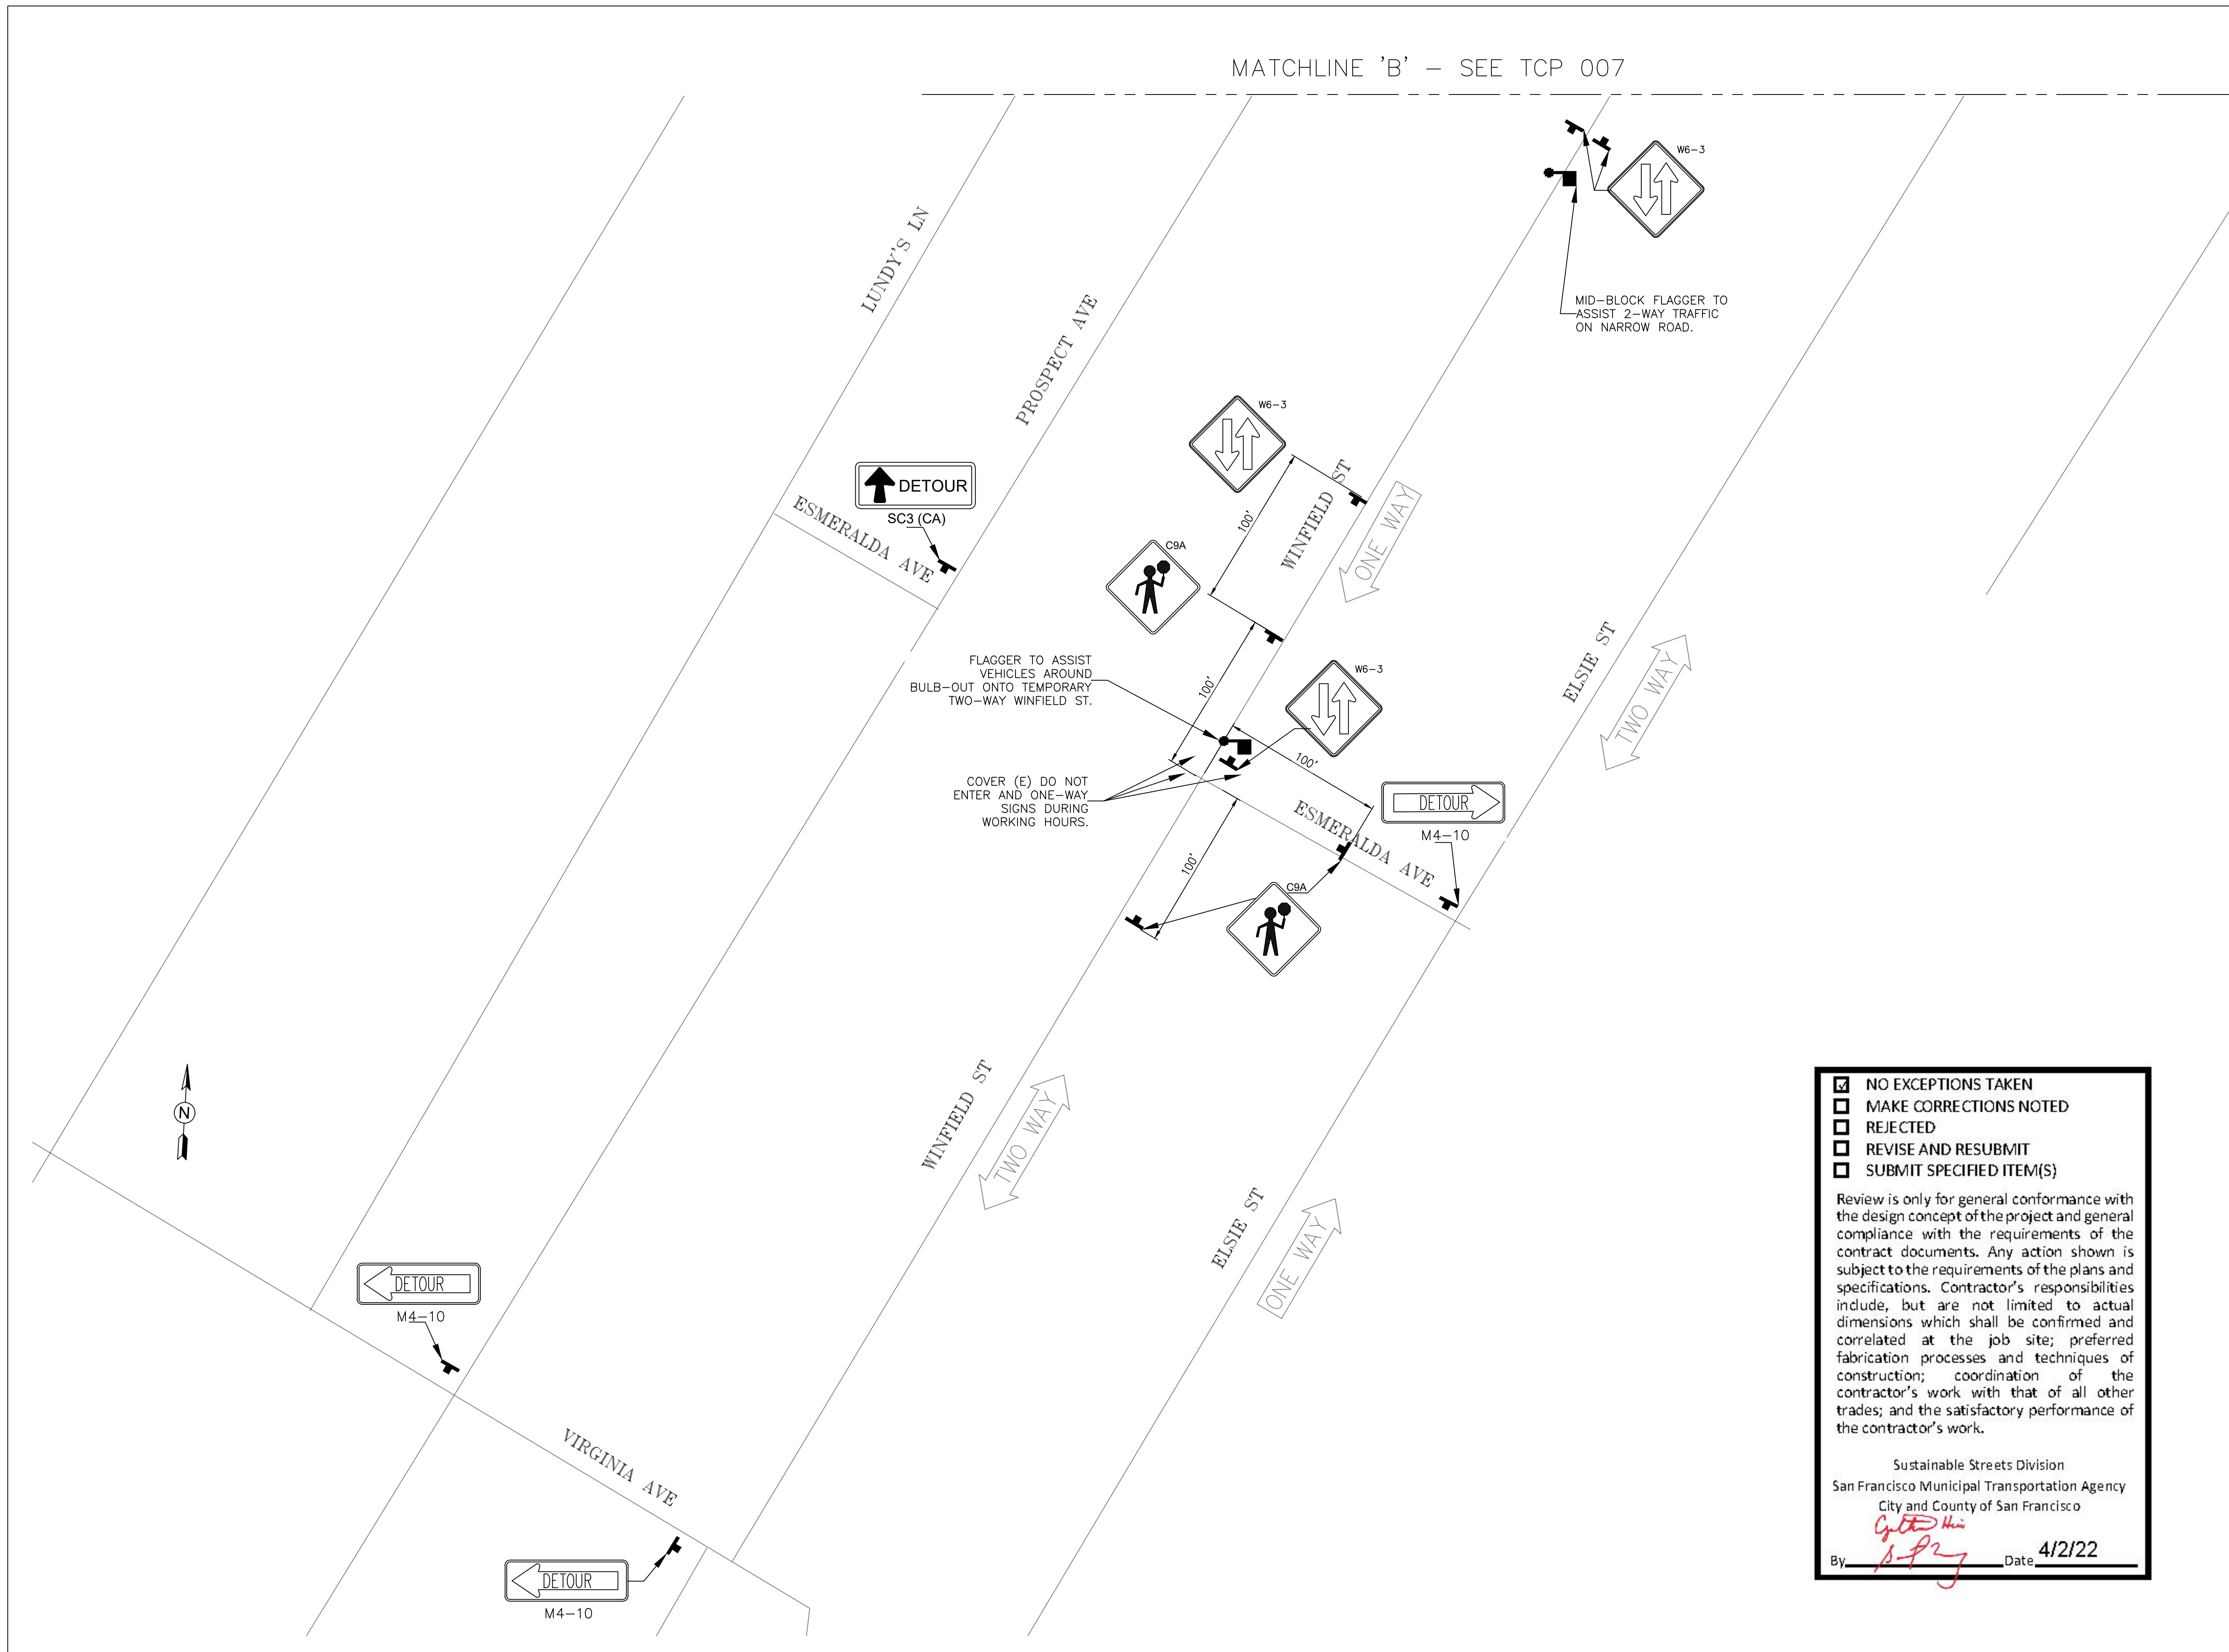 MATCHLINE 'B' – SEE TCP 007
W6–3
MID–BLOCK FLAGGER TO
ASSIST 2–WAY TRAFFIC
ON NARROW ROAD.
LUNDY'S LN
PROSPECT AVE
W6–3
DETOUR
SC3 (CA)
ESMERALDA AVE
100'
WINFIELD ST
ONE WAY
C9A
FLAGGER TO ASSIST
VEHICLES AROUND
BULB–OUT ONTO TEMPORARY
TWO–WAY WINFIELD ST.
100'
W6–3
ELSIE ST
TWO WAY
COVER (E) DO NOT
ENTER AND ONE–WAY
SIGNS DURING
WORKING HOURS.
100'
ESMERALDA AVE
DETOUR
M4–10
100'
C9A
N
WINFIELD ST
TWO WAY
ELSIE ST
ONE WAY
DETOUR
M4–10
VIRGINIA AVE
DETOUR
M4–10
NO EXCEPTIONS TAKEN
MAKE CORRECTIONS NOTED
REJECTED
REVISE AND RESUBMIT
SUBMIT SPECIFIED ITEM(S)
Review is only for general conformance with
the design concept of the project and general
compliance with the requirements of the
contract documents. Any action shown is
subject to the requirements of the plans and
specifications. Contractor's responsibilities
include, but are not limited to actual
dimensions which shall be confirmed and
correlated at the job site; preferred
fabrication processes and techniques of
construction; coordination of the
contractor's work with that of all other
trades; and the satisfactory performance of
the contractor's work.
Sustainable Streets Division
San Francisco Municipal Transportation Agency
City and County of San Francisco
By Date 4/2/22